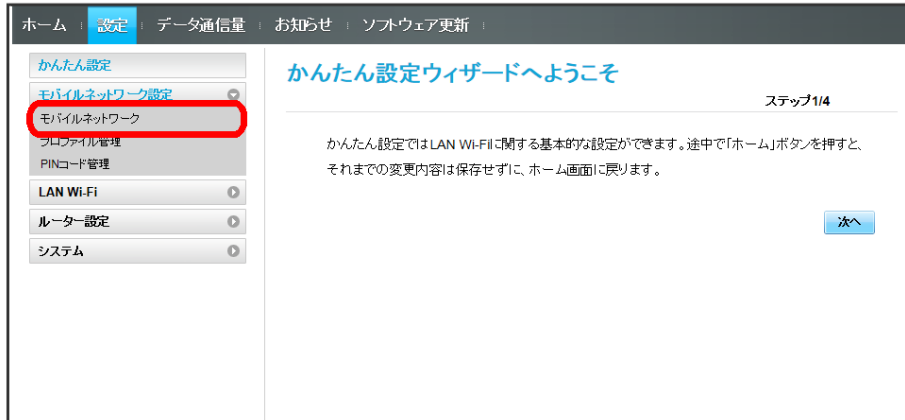 ホーム 設定 データ通信量 お知らせ ソフトウェア更新
かんたん設定
モバイルネットワーク設定
モバイルネットワーク
プロファイル管理
PINコード管理
LAN Wi-Fi
ルーター設定
システム
かんたん設定ウィザードへようこそ
ステップ1/4
かんたん設定ではLAN Wi-Fiに関する基本的な設定ができます。途中で「ホーム」ボタンを押すと、
それまでの変更内容は保存せずに、ホーム画面に戻ります。
次へ